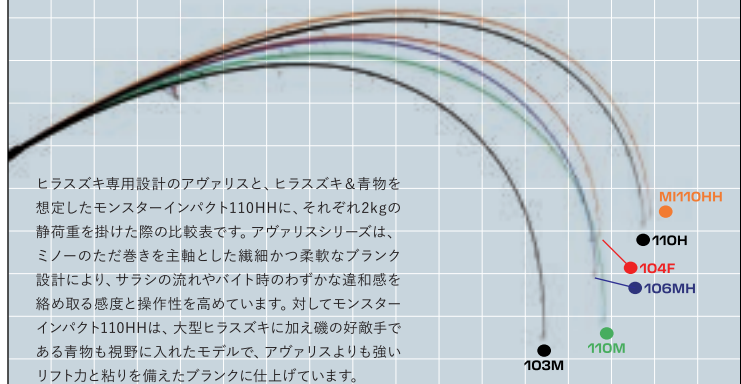 ヒラスズキ専用設計のアヴァリスと、ヒラスズキ&青物を
想定したモンスターインパクト110HHに、それぞれ2kgの
静荷重を掛けた際の比較表です。アヴァリスシリーズは、
ミノーのただ巻きを主軸とした繊細かつ柔軟なブランク
設計により、サラシの流れやバイト時のわずかな違和感を
絡め取る感度と操作性を高めています。対してモンスター
インパクト110HHは、大型ヒラスズキに加え磯の好敵手で
ある青物も視野に入れたモデルで、アヴァリスよりも強い
リフト力と粘りを備えたブランクに仕上げています。
MI110HH
110H
104F
106MH
110M
103M